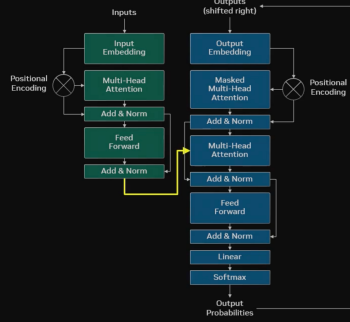 Inputs
Input
Embedding
Positional
Encoding
Multi-Head
Attention
Add & Norm
Feed
Forward
Add & Norm
Outputs
(shifted right)
Output
Embedding
Masked
Multi-Head
Attention
Positional
Encoding
Add & Norm
Multi-Head
Attention
Add & Norm
Feed
Forward
Add & Norm
Linear
Softmax
Output
Probabilities